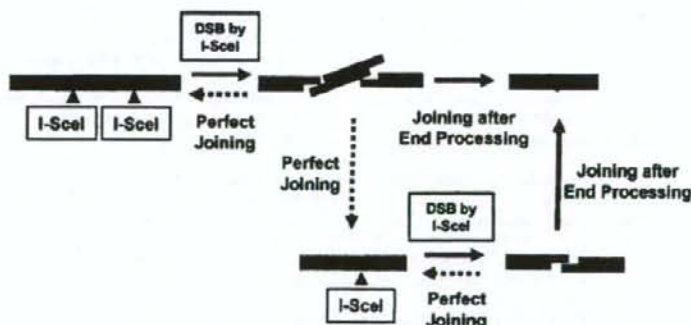 DSB by
I-SceI
I-SceI
I-SceI
Perfect
Joining
Joining after
End Processing
Perfect
Joining
Joining after
End Processing
DSB by
I-SceI
I-SceI
Perfect
Joining